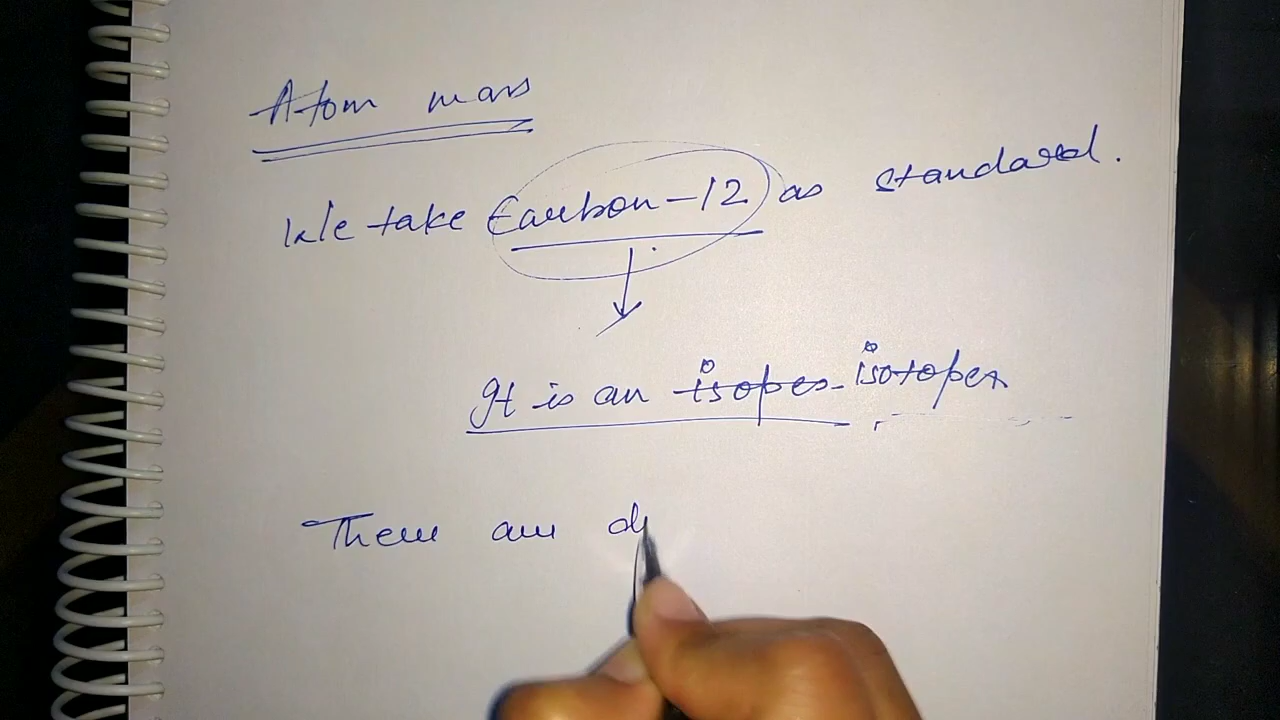 Atom mass
We take Carbon-12 as standard.
It is an isopes isotopes
There are